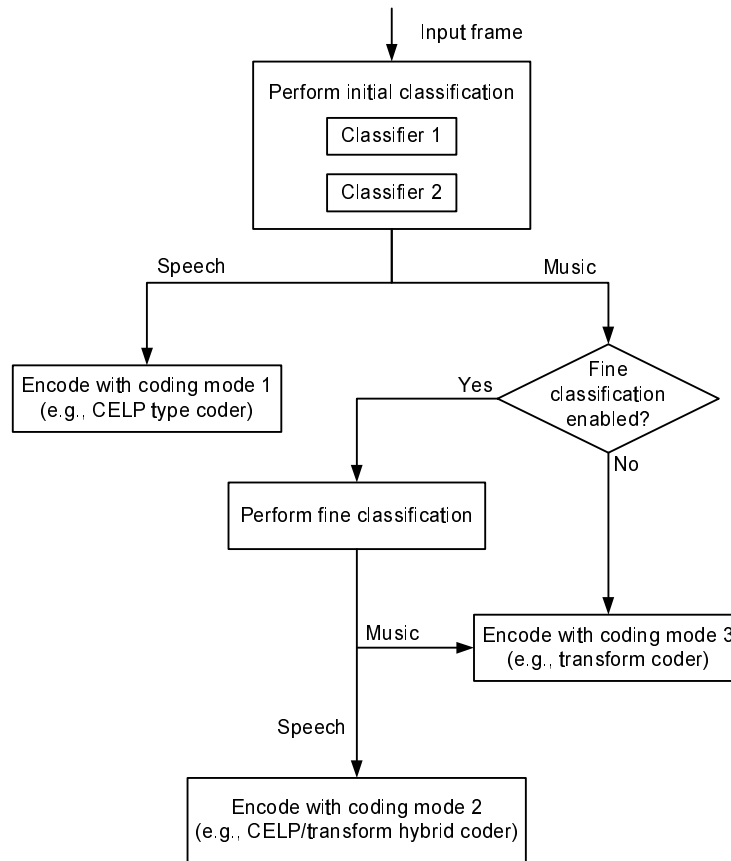 Input frame
Perform initial classification
Classifier 1
Classifier 2
Speech
Music
Encode with coding mode 1
(e.g., CELP type coder)
Fine
classification
enabled?
Yes
No
Perform fine classification
Music
Encode with coding mode 3
(e.g., transform coder)
Speech
Encode with coding mode 2
(e.g., CELP/transform hybrid coder)